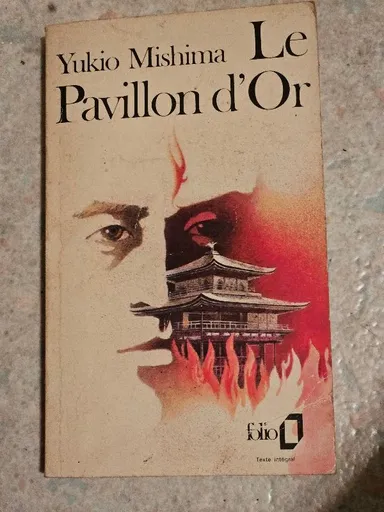 Yukio Mishima Le
Pavillon d'Or
folio
Texte intégral